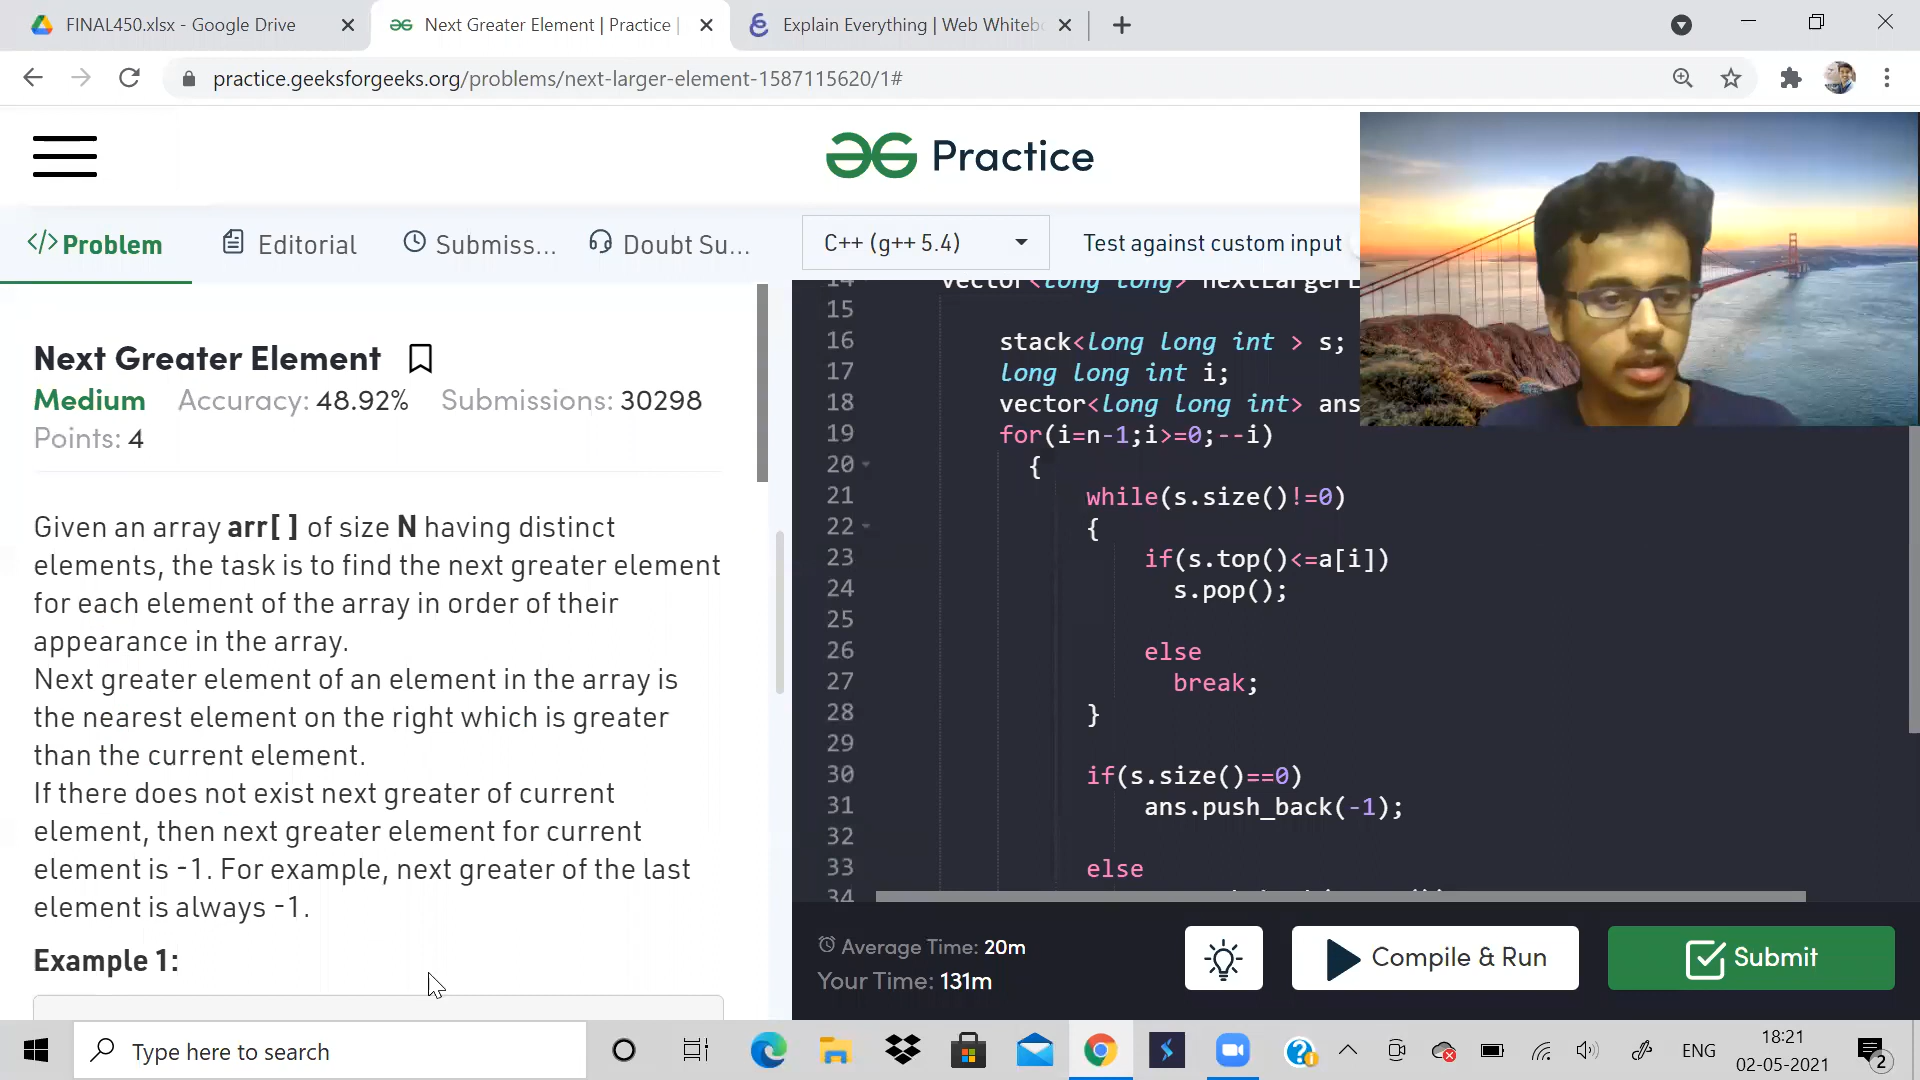 FINAL450.xlsx - Google Drive
Next Greater Element | Practice |
Explain Everything | Web Whitebo
practice.geeksforgeeks.org/problems/next-larger-element-1587115620/1#
Practice
</> Problem
Editorial
Submiss...
Doubt Su...
C++ (g++ 5.4)
Test against custom input
Next Greater Element
Medium Accuracy: 48.92% Submissions: 30298
Points: 4
Given an array arr[ ] of size N having distinct
elements, the task is to find the next greater element
for each element of the array in order of their
appearance in the array.
Next greater element of an element in the array is
the nearest element on the right which is greater
than the current element.
If there does not exist next greater of current
element, then next greater element for current
element is -1. For example, next greater of the last
element is always -1.
Example 1:
14 vector<long long> nextLargerE
15
16 stack<long long int > s;
17 long long int i;
18 vector<long long int> ans
19 for(i=n-1;i>=0;--i)
20 {
21 while(s.size()!=0)
22 {
23 if(s.top()<=a[i])
24 s.pop();
25
26 else
27 break;
28 }
29
30 if(s.size()==0)
31 ans.push_back(-1);
32
33 else
34
Average Time: 20m
Your Time: 131m
Compile & Run
Submit
Type here to search
ENG
18:21
02-05-2021
2